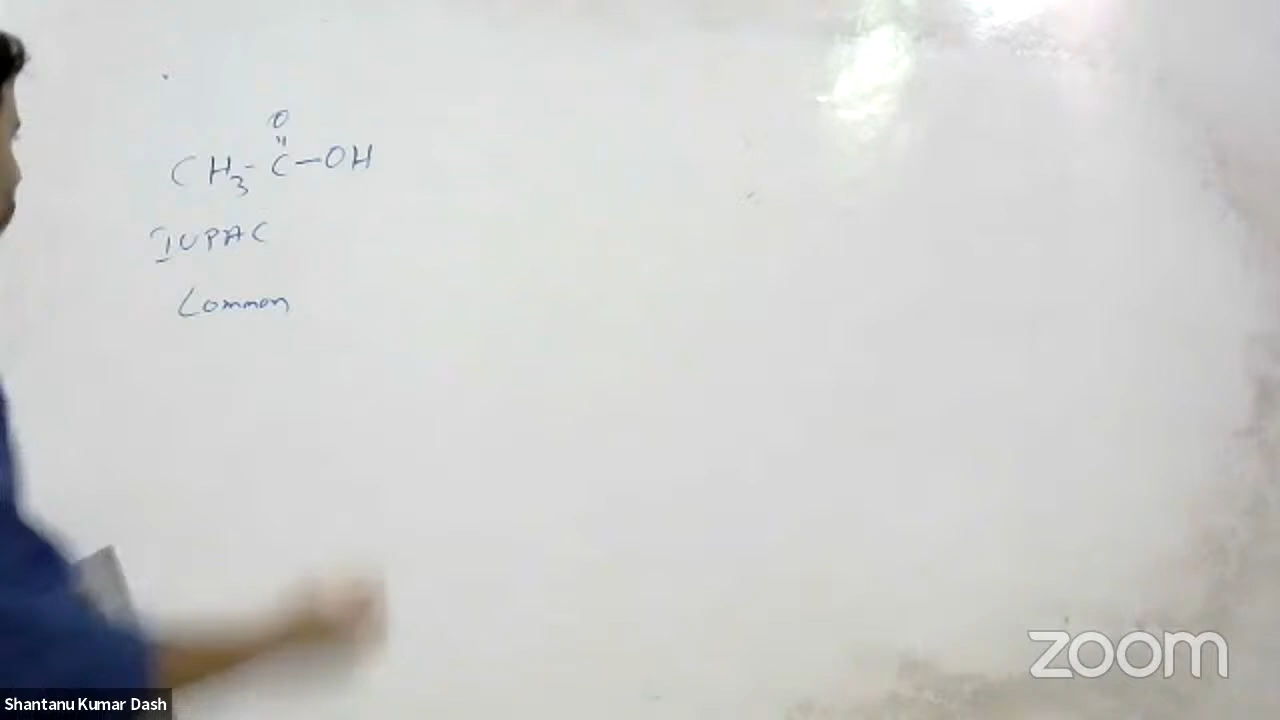 O
"
CH3-C-OH
IUPAC
Common
zoom
Shantanu Kumar Dash